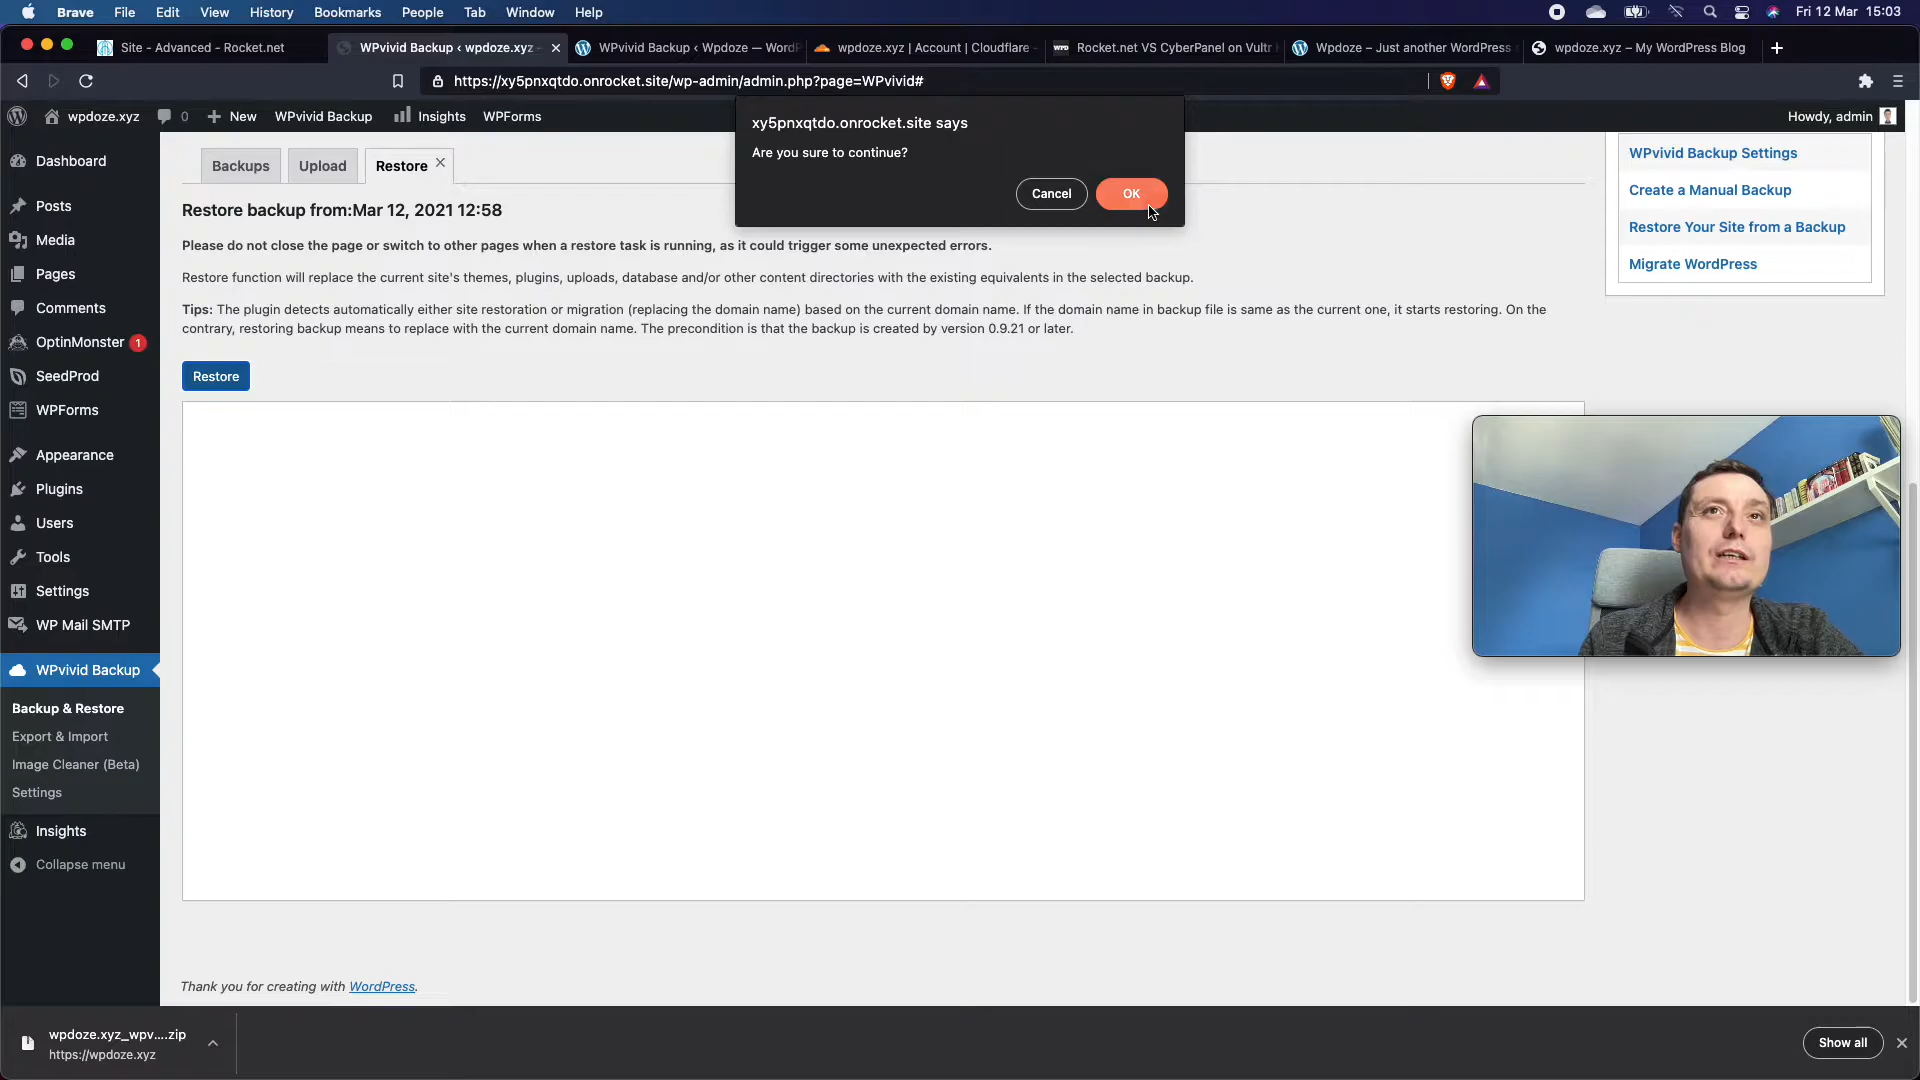 Brave File Edit View History Bookmarks People Tab Window Help Fri 12 Mar 15:03
Site - Advanced - Rocket.net
WPvivid Backup < wpdoze.xyz
WPvivid Backup < Wpdoze — WordP
wpdoze.xyz | Account | Cloudflare
Rocket.net VS CyberPanel on Vultr
Wpdoze – Just another WordPress
wpdoze.xyz – My WordPress Blog
https://xy5pnxqtdo.onrocket.site/wp-admin/admin.php?page=WPvivid#
wpdoze.xyz 0 New WPvivid Backup Insights WPForms Howdy, admin
xy5pnxqtdo.onrocket.site says
Are you sure to continue?
Cancel OK
Dashboard
Posts
Media
Pages
Comments
OptinMonster 1
SeedProd
WPForms
Appearance
Plugins
Users
Tools
Settings
WP Mail SMTP
WPvivid Backup
Backup & Restore
Export & Import
Image Cleaner (Beta)
Settings
Insights
Collapse menu
Backups Upload Restore
Restore backup from:Mar 12, 2021 12:58
Please do not close the page or switch to other pages when a restore task is running, as it could trigger some unexpected errors.
Restore function will replace the current site's themes, plugins, uploads, database and/or other content directories with the existing equivalents in the selected backup.
Tips: The plugin detects automatically either site restoration or migration (replacing the domain name) based on the current domain name. If the domain name in backup file is same as the current one, it starts restoring. On the
contrary, restoring backup means to replace with the current domain name. The precondition is that the backup is created by version 0.9.21 or later.
Restore
WPvivid Backup Settings
Create a Manual Backup
Restore Your Site from a Backup
Migrate WordPress
Thank you for creating with WordPress.
wpdoze.xyz_wpv....zip
https://wpdoze.xyz
Show all